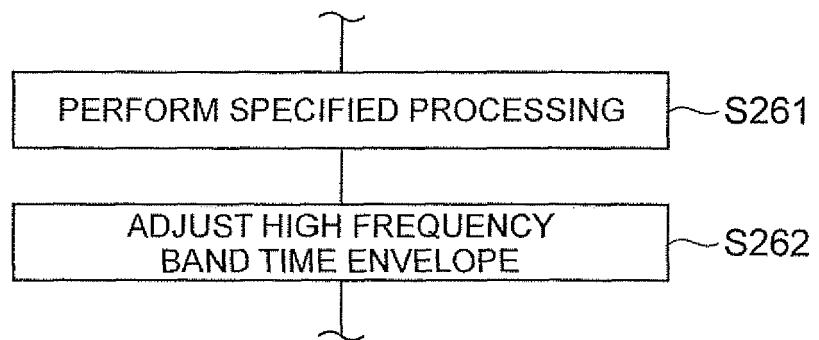 PERFORM SPECIFIED PROCESSING S261
ADJUST HIGH FREQUENCY
BAND TIME ENVELOPE S262